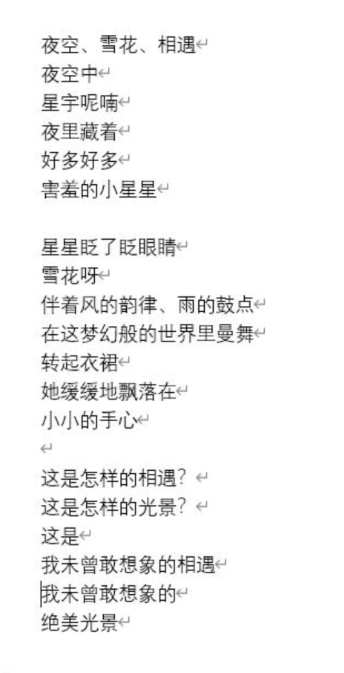 夜空、雪花、相遇
夜空中
星宇呢喃
夜里藏着
好多好多
害羞的小星星
星星眨了眨眼睛
雪花呀
伴着风的韵律、雨的鼓点
在这梦幻般的世界里曼舞
转起衣裙
她缓缓地飘落在
小小的手心
这是怎样的相遇？
这是怎样的光景？
这是
我未曾敢想象的相遇
我未曾敢想象的
绝美光景